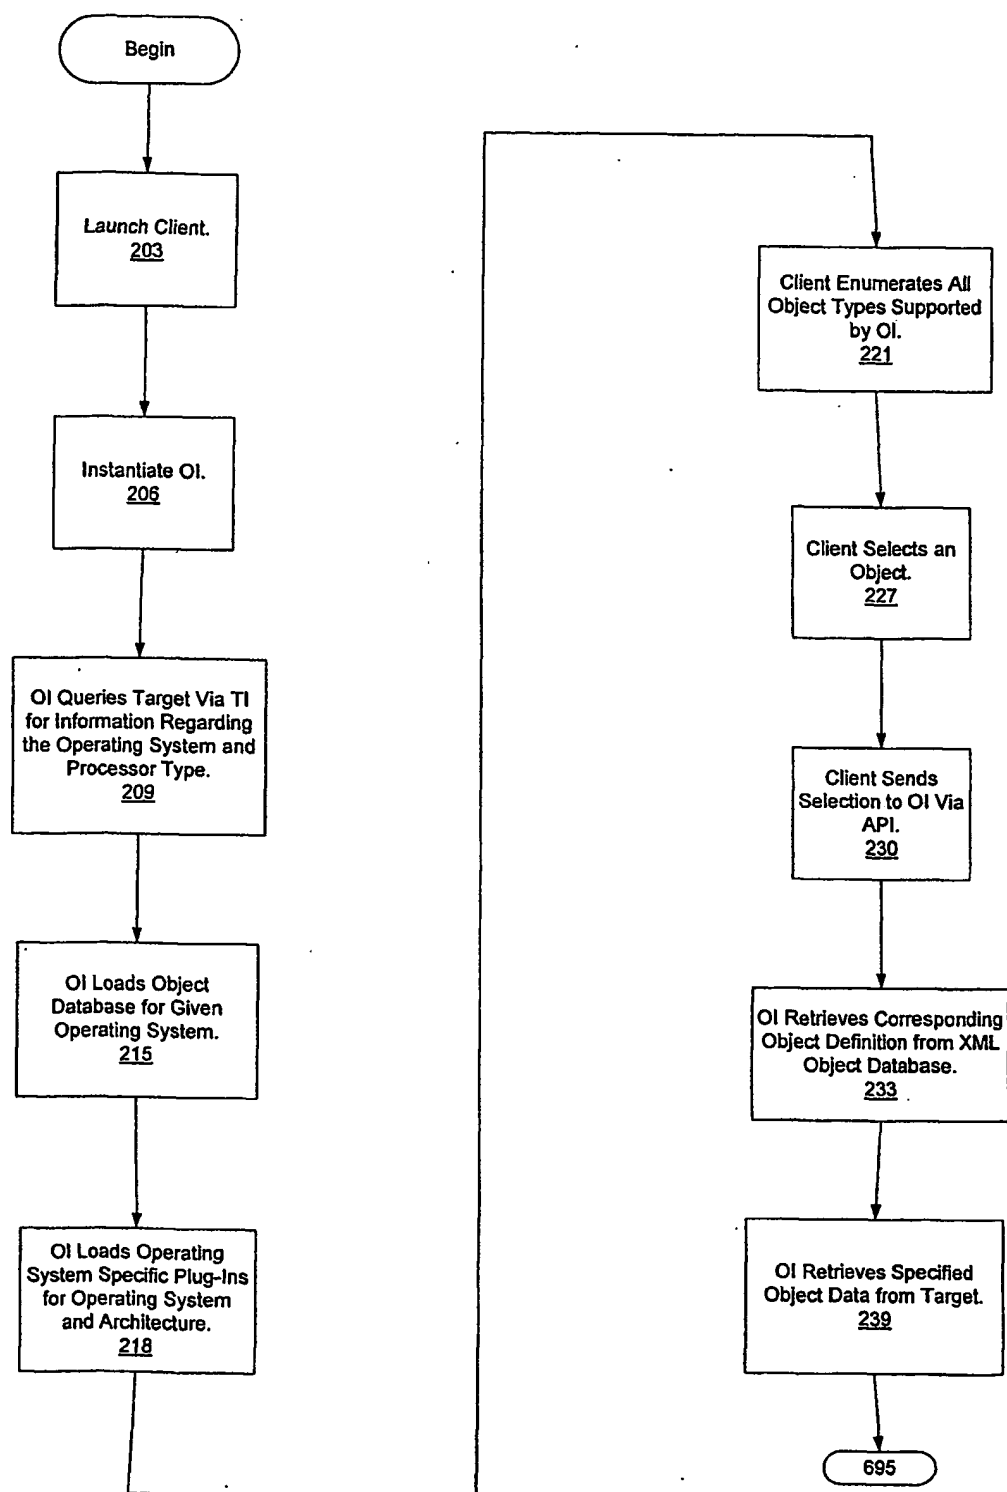 Begin
Launch Client.
203
Instantiate OI.
206
OI Queries Target Via TI
for Information Regarding
the Operating System and
Processor Type.
209
OI Loads Object
Database for Given
Operating System.
215
OI Loads Operating
System Specific Plug-Ins
for Operating System
and Architecture.
218
Client Enumerates All
Object Types Supported
by OI.
221
Client Selects an
Object.
227
Client Sends
Selection to OI Via
API.
230
OI Retrieves Corresponding
Object Definition from XML
Object Database.
233
OI Retrieves Specified
Object Data from Target.
239
695